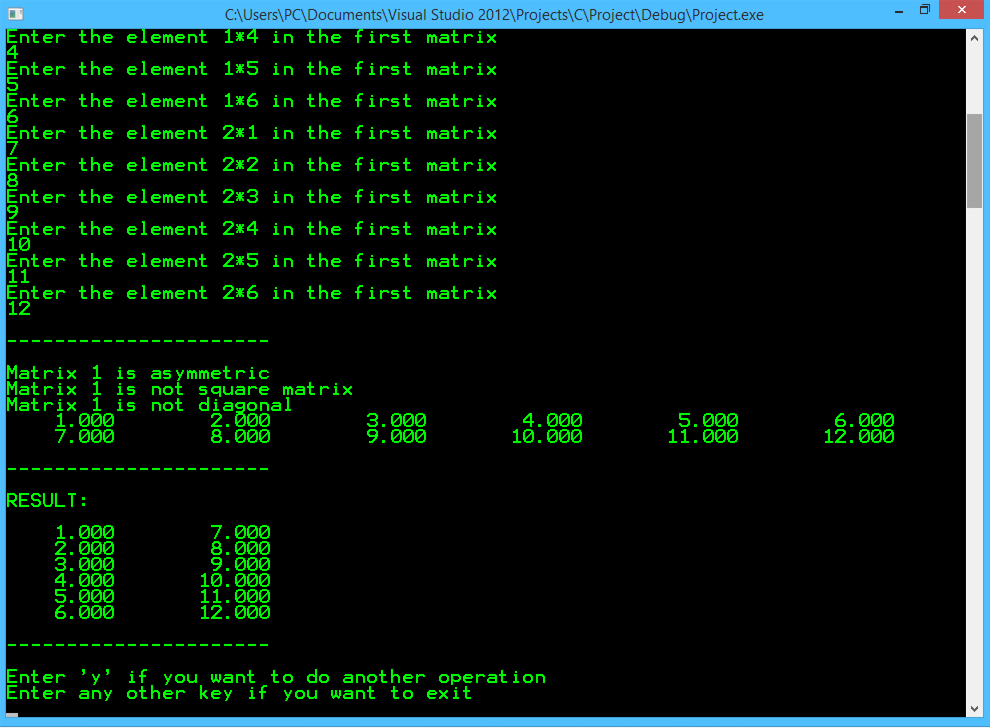 C:\Users\PC\Documents\Visual Studio 2012\Projects\C\Project\Debug\Project.exe
Enter the element 1*4 in the first matrix
4
Enter the element 1*5 in the first matrix
5
Enter the element 1*6 in the first matrix
6
Enter the element 2*1 in the first matrix
7
Enter the element 2*2 in the first matrix
8
Enter the element 2*3 in the first matrix
9
Enter the element 2*4 in the first matrix
10
Enter the element 2*5 in the first matrix
11
Enter the element 2*6 in the first matrix
12
----------------------
Matrix 1 is asymmetric
Matrix 1 is not square matrix
Matrix 1 is not diagonal
1.000 2.000 3.000 4.000 5.000 6.000
7.000 8.000 9.000 10.000 11.000 12.000
----------------------
RESULT:
1.000 7.000
2.000 8.000
3.000 9.000
4.000 10.000
5.000 11.000
6.000 12.000
----------------------
Enter 'y' if you want to do another operation
Enter any other key if you want to exit